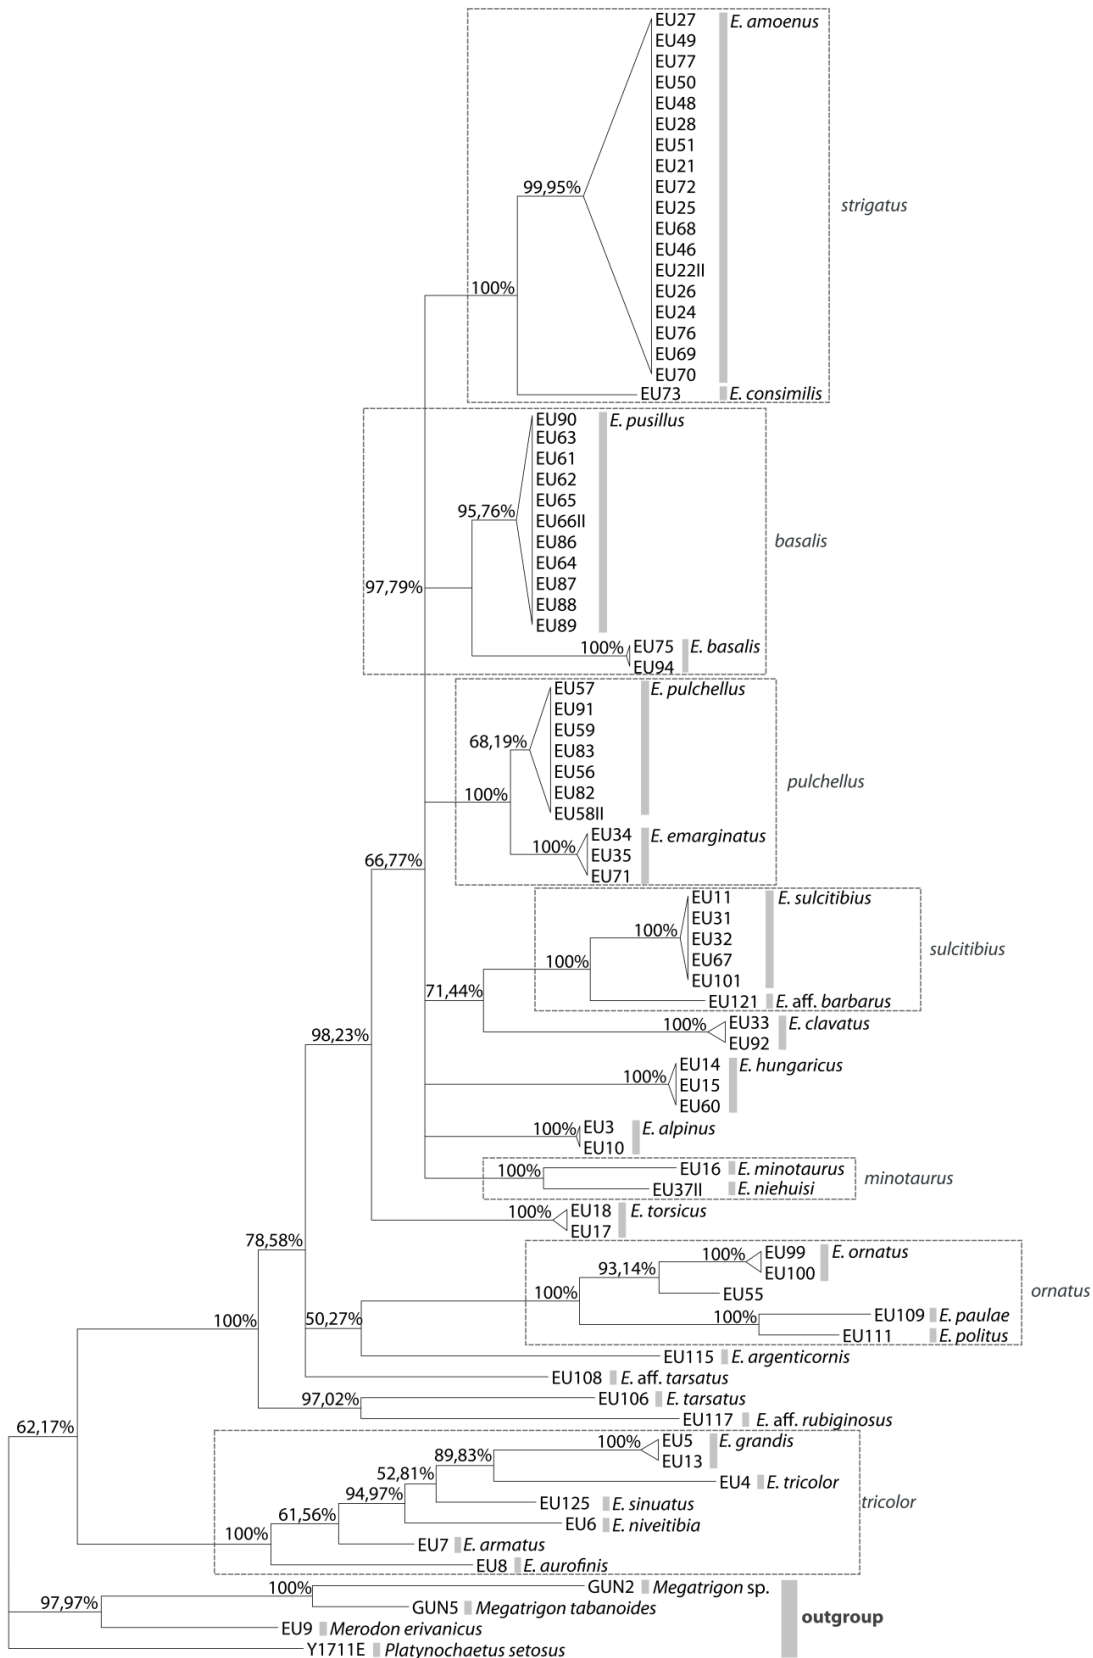 EU27 E. amoenus
EU49
EU77
EU50
EU48
EU28
EU51
EU21
99,95% EU72
EU25 strigatus
EU68
EU46
EU22II
100% EU26
EU24
EU76
EU69
EU70
EU73 E. consimilis
EU90 E. pusillus
EU63
EU61
EU62
EU65
95,76% EU66II
EU86 basalis
EU64
97,79% EU87
EU88
EU89
100% EU75 E. basalis
EU94
EU57 E. pulchellus
EU91
EU59
68,19% EU83
EU56 pulchellus
100% EU82
EU58II
EU34 E. emarginatus
100% EU35
66,77% EU71
EU11 E. sulcitibius
EU31
100% EU32
100% EU67 sulcitibius
EU101
71,44% EU121 E. aff. barbarus
100% EU33 E. clavatus
98,23% EU92
EU14 E. hungaricus
100% EU15
EU60
100% EU3 E. alpinus
EU10
100% EU16 E. minotaurus
EU37II E. niehuisi minotaurus
100% EU18 E. torsicus
EU17
78,58% 100% EU99 E. ornatus
93,14% EU100
100% EU55 ornatus
100% 50,27% 100% EU109 E. paulae
EU111 E. politus
EU115 E. argenticornis
EU108 E. aff. tarsatus
97,02% EU106 E. tarsatus
EU117 E. aff. rubiginosus
62,17% 100% EU5 E. grandis
89,83% EU13
52,81% EU4 E. tricolor
94,97% EU125 E. sinuatus tricolor
61,56% EU6 E. niveitibia
100% EU7 E. armatus
EU8 E. aurofinis
100% GUN2 Megatrigon sp.
97,97% GUN5 Megatrigon tabanoides outgroup
EU9 Merodon erivanicus
Y1711E Platynochaetus setosus